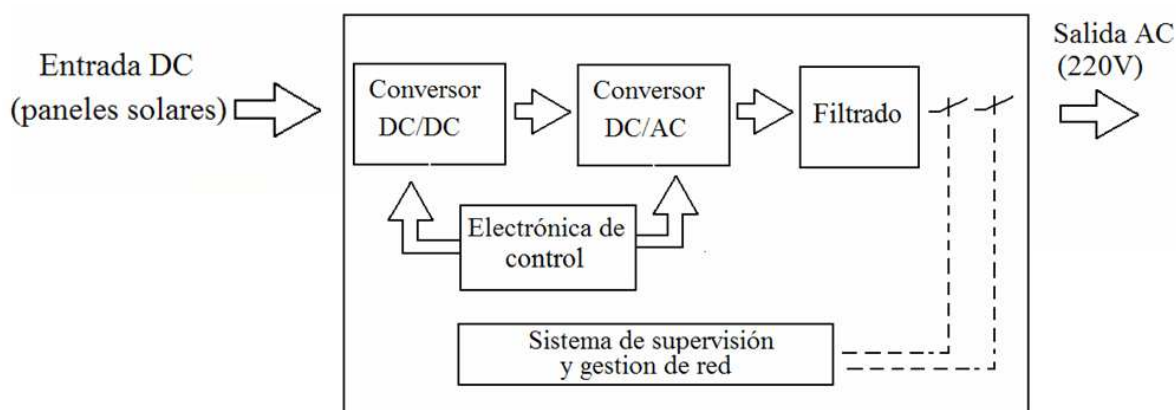 Entrada DC
(paneles solares)
Conversor
DC/DC
Conversor
DC/AC
Filtrado
Salida AC
(220V)
Electrónica de
control
Sistema de supervisión
y gestion de red